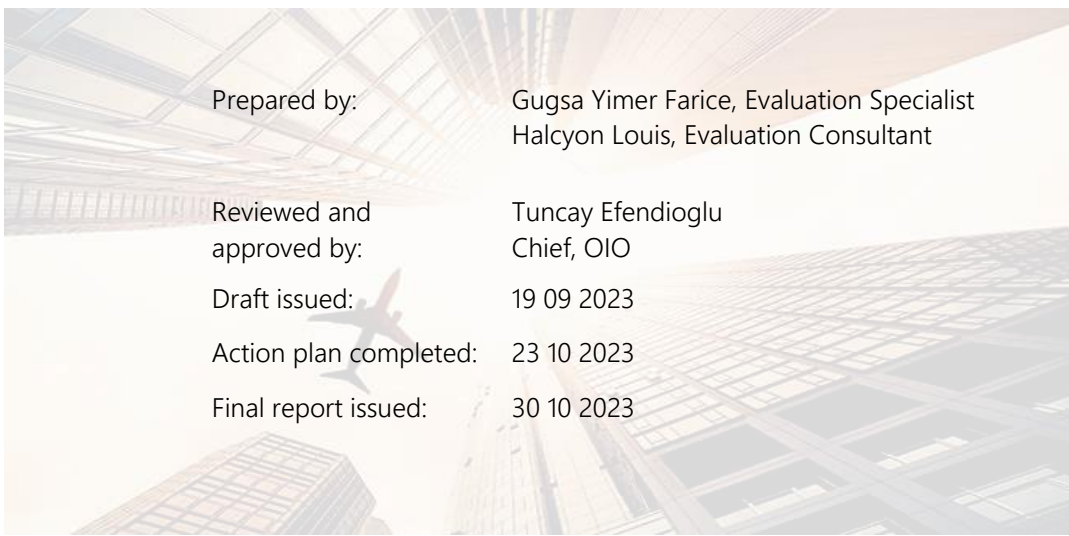 Prepared by: Gugsa Yimer Farice, Evaluation Specialist
Halcyon Louis, Evaluation Consultant
Reviewed and Tuncay Efendioglu
approved by: Chief, OIO
Draft issued: 19 09 2023
Action plan completed: 23 10 2023
Final report issued: 30 10 2023